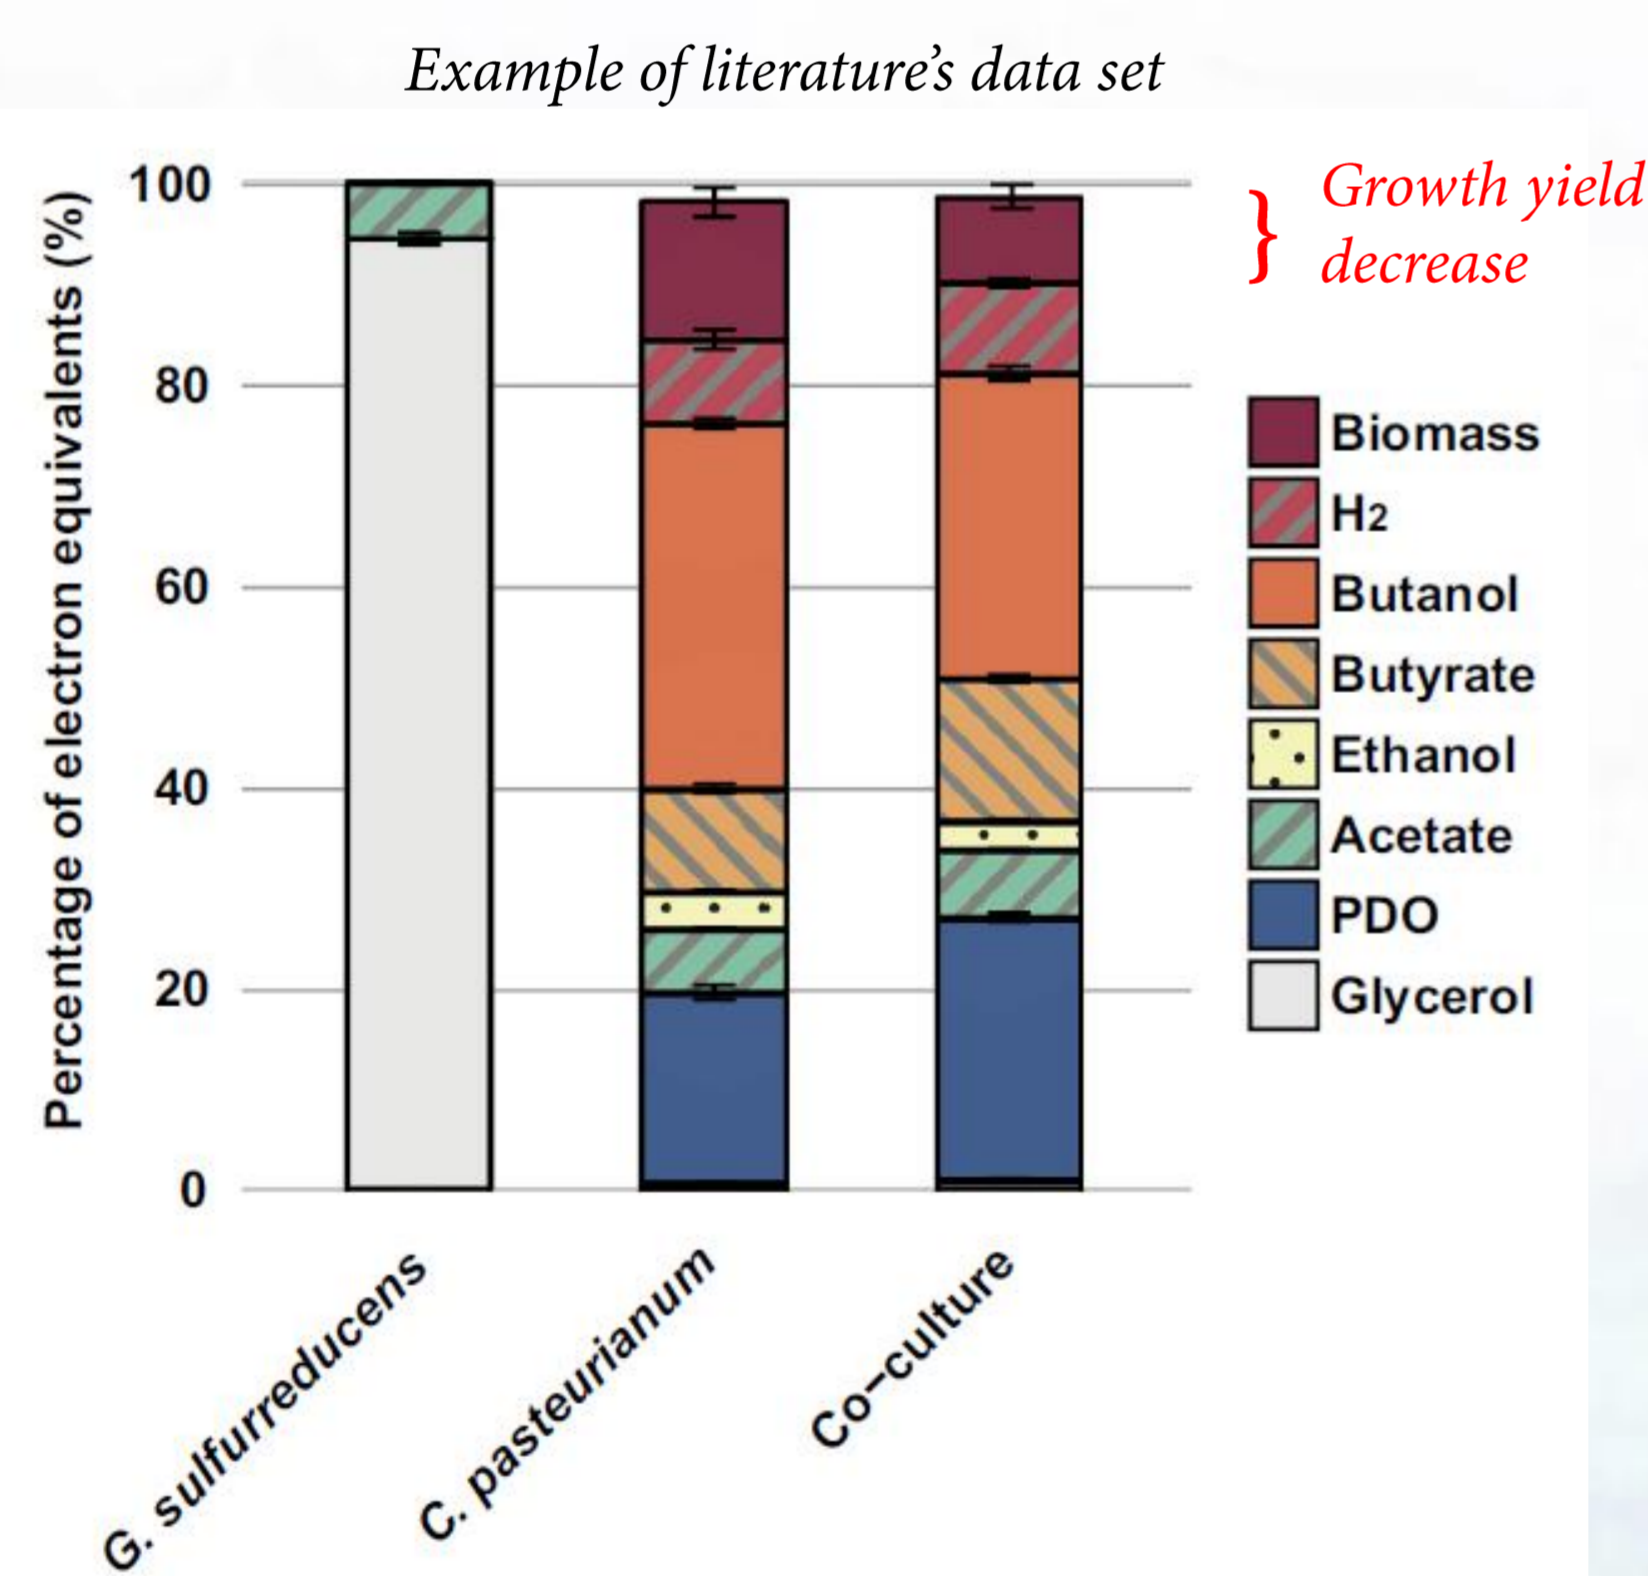 Example of literature's data set
Growth yield
decrease
Percentage of electron equivalents (%)
100
80
60
40
20
0
Biomass
H2
Butanol
Butyrate
Ethanol
Acetate
PDO
Glycerol
G. sulfurreducens
C. pasteurianum
Co-culture